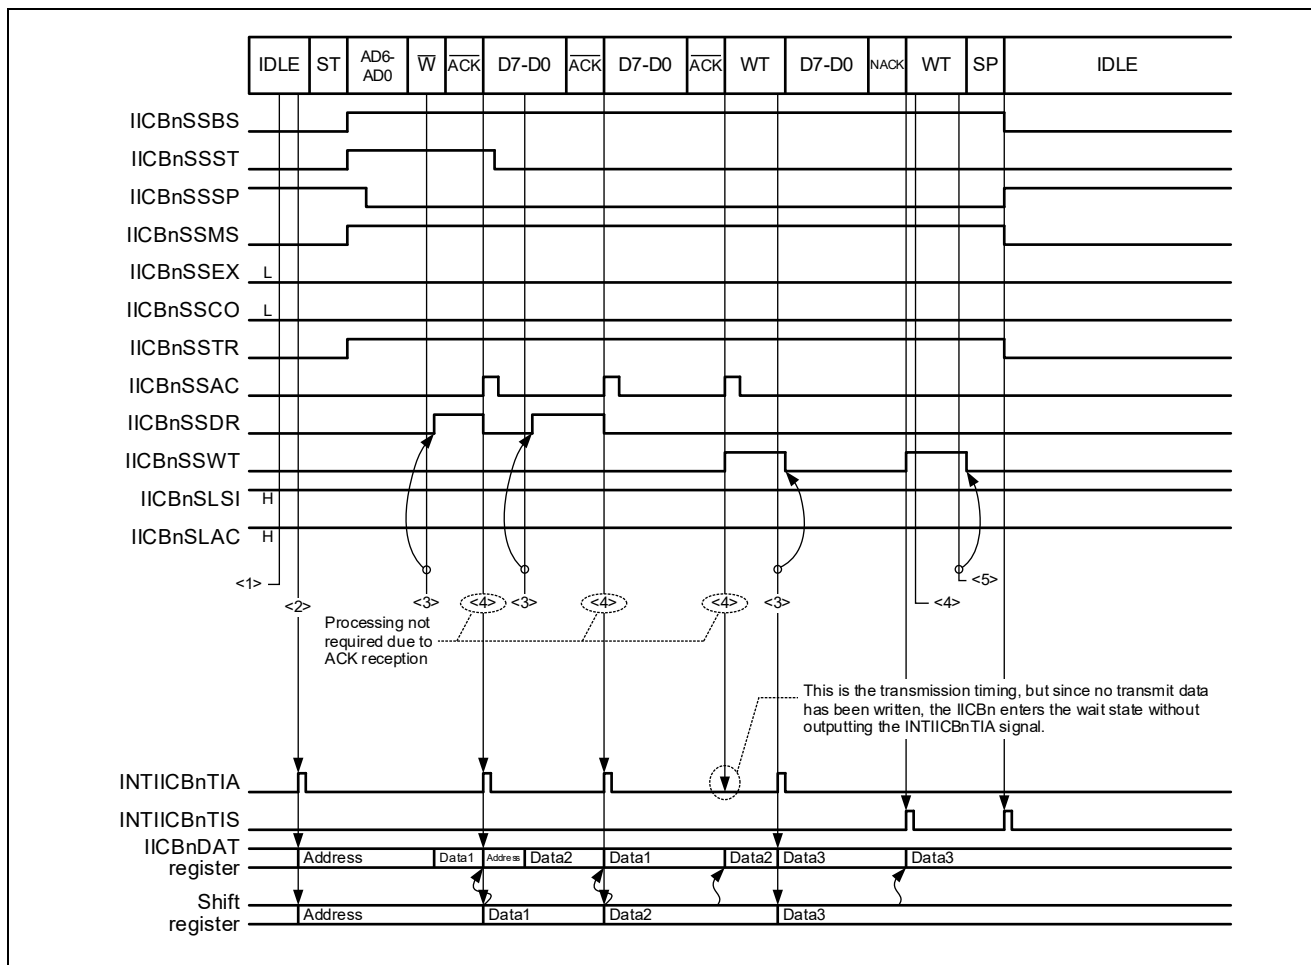 IDLE ST AD6- W ACK D7-D0 ACK D7-D0 ACK WT D7-D0 NACK WT SP IDLE
AD0
IICBnSSBS
IICBnSSST
IICBnSSSP
IICBnSSMS
IICBnSSEX L
IICBnSSCO L
IICBnSSTR
IICBnSSAC
IICBnSSDR
IICBnSSWT
IICBnSLSI H
IICBnSLAC H
<1> <5>
<2> <3> <4> <3> <4> <4> <3> <4>
Processing not
required due to
ACK reception
This is the transmission timing, but since no transmit data
has been written, the IICBn enters the wait state without
outputting the INTIICBnTIA signal.
INTIICBnTIA
INTIICBnTIS
IICBnDAT
register Address Data1 Address Data2 Data1 Data2 Data3 Data3
Shift
register Address Data1 Data2 Data3